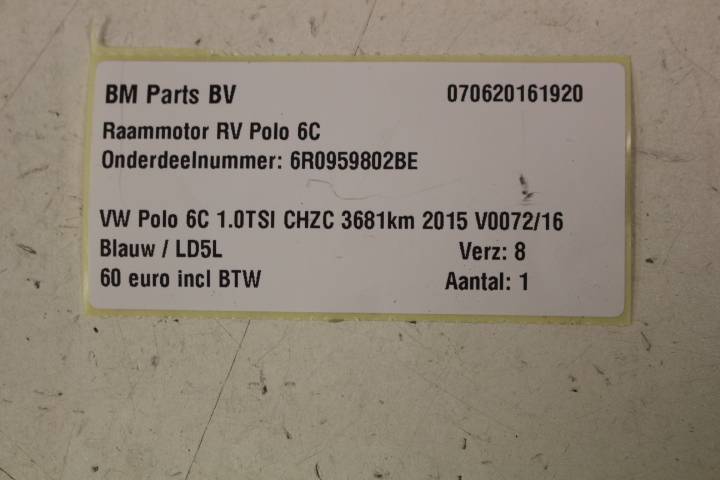 BM Parts BV 070620161920
Raammotor RV Polo 6C
Onderdeelnummer: 6R0959802BE
VW Polo 6C 1.0TSI CHZC 3681km 2015 V0072/16
Blauw / LD5L Verz: 8
60 euro incl BTW Aantal: 1